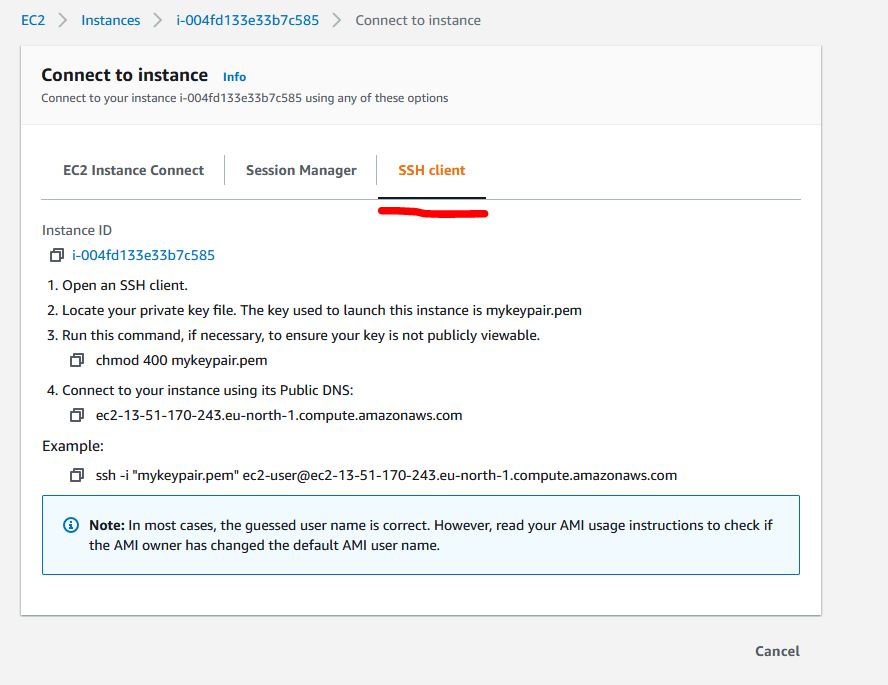 EC2 > Instances > i-004fd133e33b7c585 > Connect to instance
Connect to instance Info
Connect to your instance i-004fd133e33b7c585 using any of these options
EC2 Instance Connect Session Manager SSH client
Instance ID
i-004fd133e33b7c585
1. Open an SSH client.
2. Locate your private key file. The key used to launch this instance is mykeypair.pem
3. Run this command, if necessary, to ensure your key is not publicly viewable.
chmod 400 mykeypair.pem
4. Connect to your instance using its Public DNS:
ec2-13-51-170-243.eu-north-1.compute.amazonaws.com
Example:
ssh -i "mykeypair.pem" ec2-user@ec2-13-51-170-243.eu-north-1.compute.amazonaws.com
Note: In most cases, the guessed user name is correct. However, read your AMI usage instructions to check if
the AMI owner has changed the default AMI user name.
Cancel